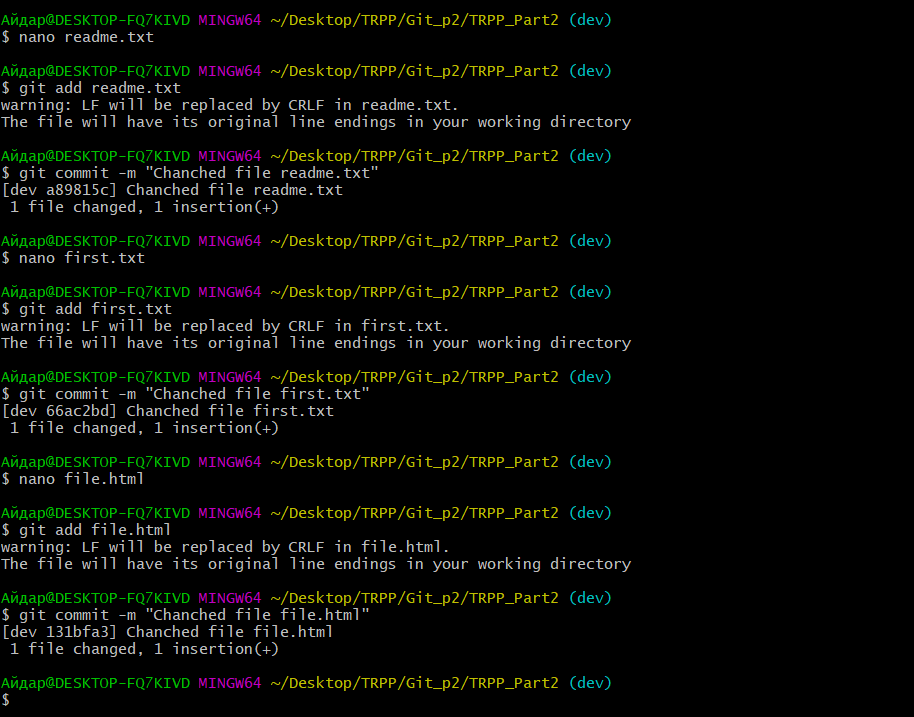 Айдар@DESKTOP-FQ7KIVD MINGW64 ~/Desktop/TRPP/Git_p2/TRPP_Part2 (dev)
$ nano readme.txt
Айдар@DESKTOP-FQ7KIVD MINGW64 ~/Desktop/TRPP/Git_p2/TRPP_Part2 (dev)
$ git add readme.txt
warning: LF will be replaced by CRLF in readme.txt.
The file will have its original line endings in your working directory
Айдар@DESKTOP-FQ7KIVD MINGW64 ~/Desktop/TRPP/Git_p2/TRPP_Part2 (dev)
$ git commit -m "Chanched file readme.txt"
[dev a89815c] Chanched file readme.txt
 1 file changed, 1 insertion(+)
Айдар@DESKTOP-FQ7KIVD MINGW64 ~/Desktop/TRPP/Git_p2/TRPP_Part2 (dev)
$ nano first.txt
Айдар@DESKTOP-FQ7KIVD MINGW64 ~/Desktop/TRPP/Git_p2/TRPP_Part2 (dev)
$ git add first.txt
warning: LF will be replaced by CRLF in first.txt.
The file will have its original line endings in your working directory
Айдар@DESKTOP-FQ7KIVD MINGW64 ~/Desktop/TRPP/Git_p2/TRPP_Part2 (dev)
$ git commit -m "Chanched file first.txt"
[dev 66ac2bd] Chanched file first.txt
 1 file changed, 1 insertion(+)
Айдар@DESKTOP-FQ7KIVD MINGW64 ~/Desktop/TRPP/Git_p2/TRPP_Part2 (dev)
$ nano file.html
Айдар@DESKTOP-FQ7KIVD MINGW64 ~/Desktop/TRPP/Git_p2/TRPP_Part2 (dev)
$ git add file.html
warning: LF will be replaced by CRLF in file.html.
The file will have its original line endings in your working directory
Айдар@DESKTOP-FQ7KIVD MINGW64 ~/Desktop/TRPP/Git_p2/TRPP_Part2 (dev)
$ git commit -m "Chanched file file.html"
[dev 131bfa3] Chanched file file.html
 1 file changed, 1 insertion(+)
Айдар@DESKTOP-FQ7KIVD MINGW64 ~/Desktop/TRPP/Git_p2/TRPP_Part2 (dev)
$